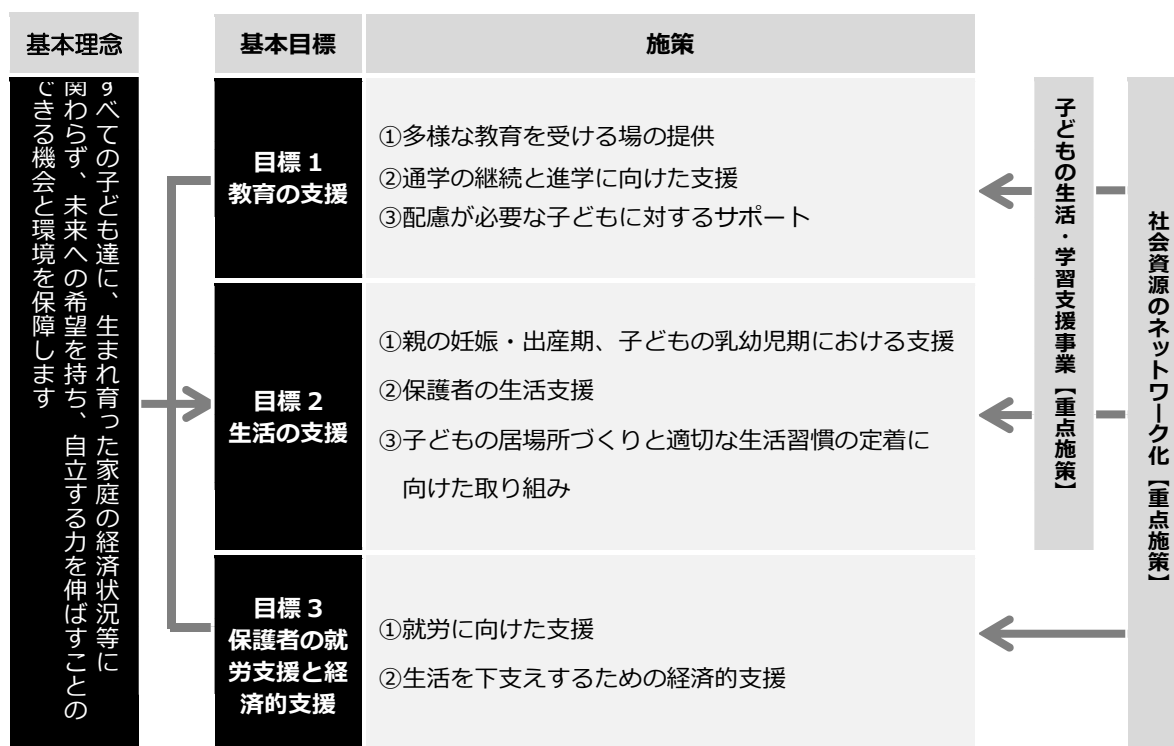 基本理念
基本目標
施策
すべての子ども達に、生まれ育った家庭の経済状況等に
関わらず、未来への希望を持ち、自立する力を伸ばすことの
できる機会と環境を保障します
目標 1
教育の支援
①多様な教育を受ける場の提供
②通学の継続と進学に向けた支援
③配慮が必要な子どもに対するサポート
目標 2
生活の支援
①親の妊娠・出産期、子どもの乳幼児期における支援
②保護者の生活支援
③子どもの居場所づくりと適切な生活習慣の定着に
向けた取り組み
目標 3
保護者の就
労支援と経
済的支援
①就労に向けた支援
②生活を下支えするための経済的支援
子どもの生活・学習支援事業【重点施策】
社会資源のネットワーク化【重点施策】